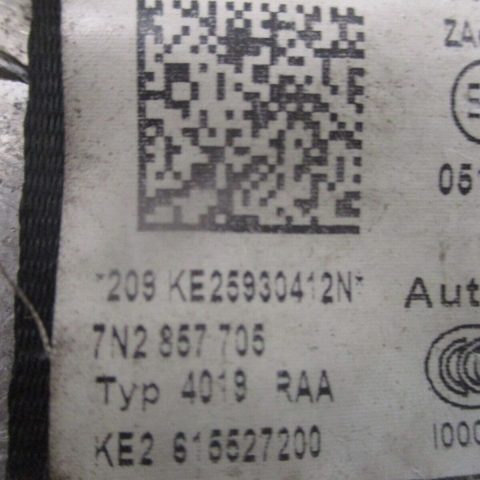 ZA
*209 KE25930412N*
Aut
7N2 857 705
Typ 4019 RAA
KE2 615527200
051
1000